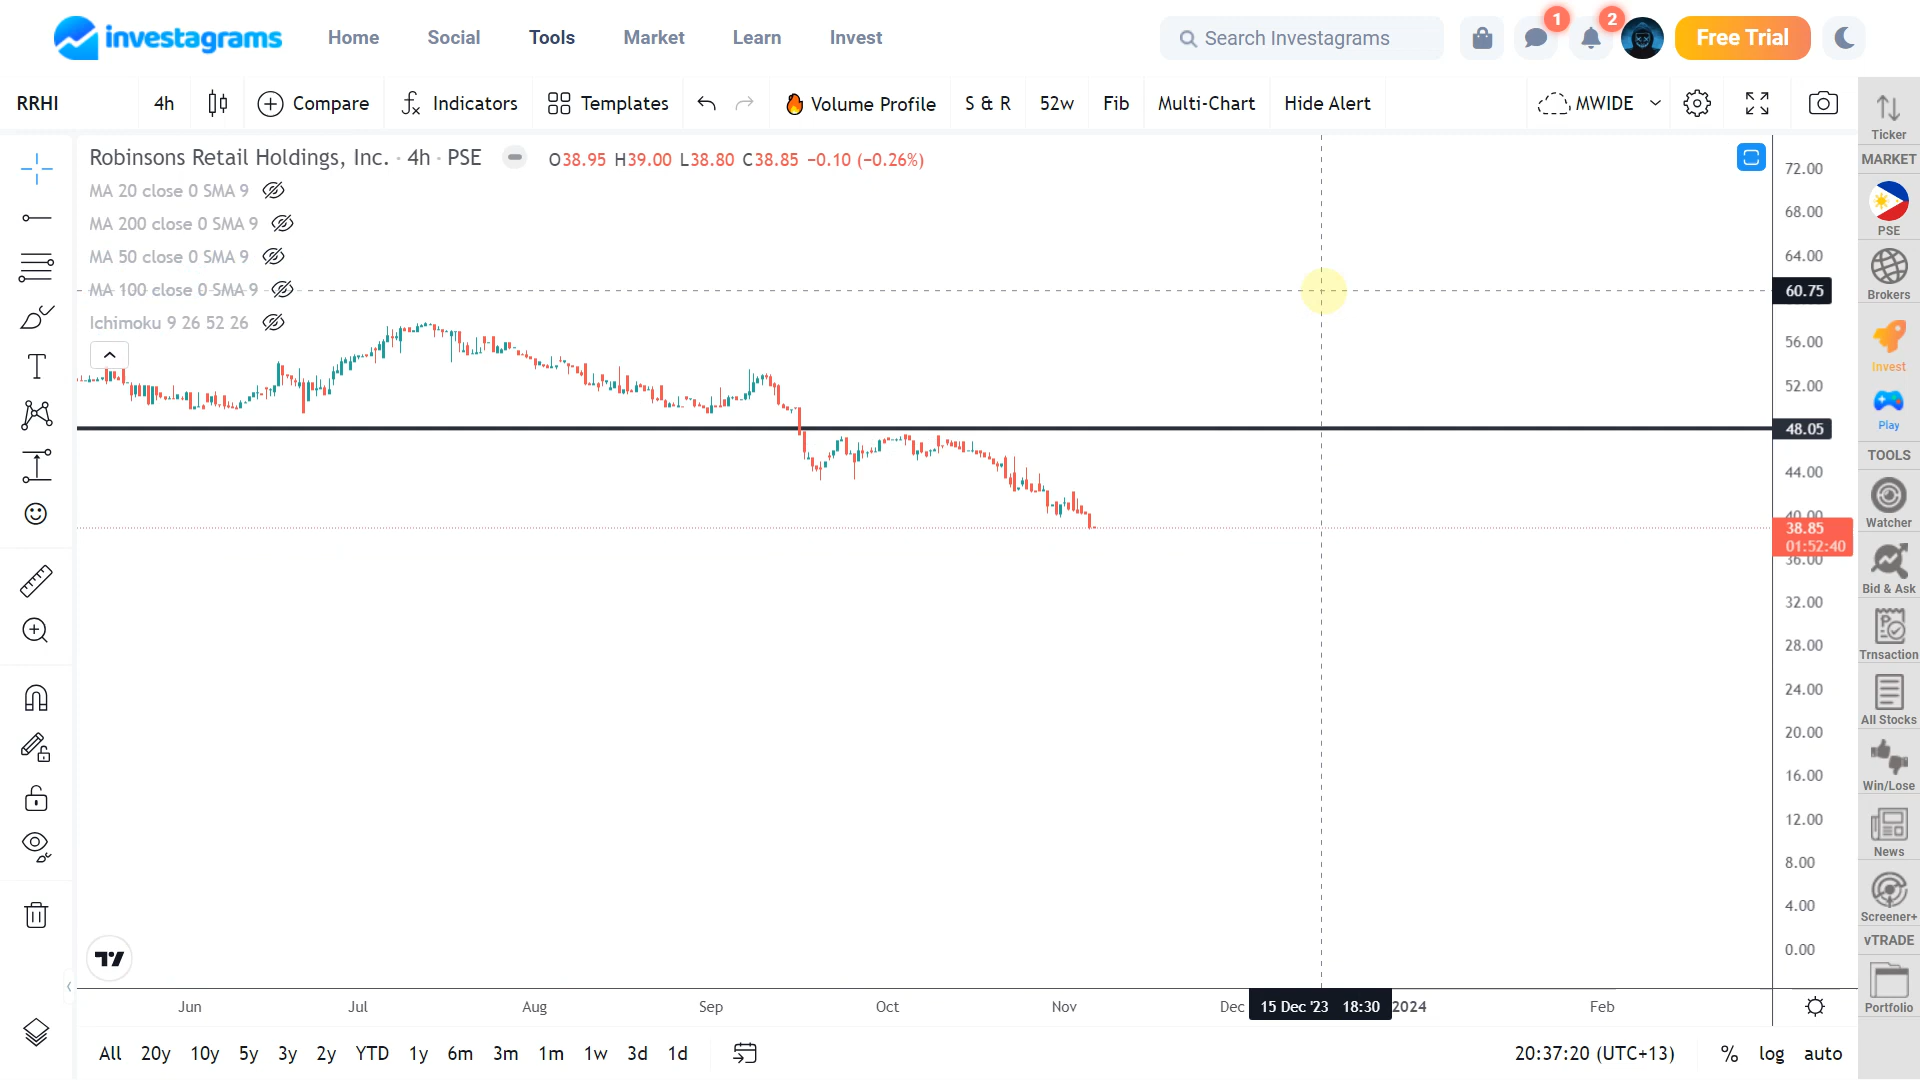 investagrams
Home
Social
Tools
Market
Learn
Invest
Search Investagrams
1
2
Free Trial
RRHI
4h
Compare
Indicators
Templates
Volume Profile
S & R
52w
Fib
Multi-Chart
Hide Alert
MWIDE
Robinsons Retail Holdings, Inc. · 4h · PSE
O38.95 H39.00 L38.80 C38.85 −0.10 (−0.26%)
MA 20 close 0 SMA 9
MA 200 close 0 SMA 9
MA 50 close 0 SMA 9
MA 100 close 0 SMA 9
Ichimoku 9 26 52 26
72.00
68.00
64.00
60.75
56.00
52.00
48.05
44.00
40.00
38.85
01:52:40
36.00
32.00
28.00
24.00
20.00
16.00
12.00
8.00
4.00
0.00
Ticker
MARKET
PSE
Brokers
Invest
Play
TOOLS
Watcher
Bid & Ask
Trnsaction
All Stocks
Win/Lose
News
Screener+
vTRADE
Portfolio
Jun
Jul
Aug
Sep
Oct
Nov
Dec
15 Dec '23 18:30
2024
Feb
All
20y
10y
5y
3y
2y
YTD
1y
6m
3m
1m
1w
3d
1d
20:37:20 (UTC+13)
%
log
auto